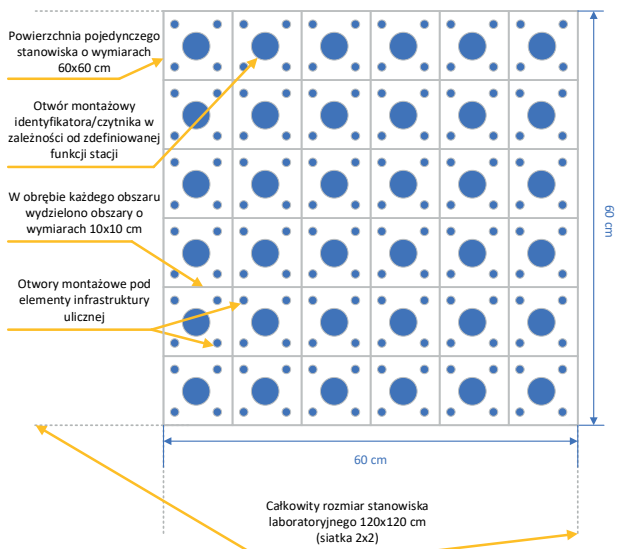 Powierzchnia pojedynczego
stanowiska o wymiarach
60x60 cm
Otwór montażowy
identyfikatora/czytnika w
zależności od zdefiniowanej
funkcji stacji
W obrębie każdego obszaru
wydzielono obszary o
wymiarach 10x10 cm
Otwory montażowe pod
elementy infrastruktury
ulicznej
60 cm
60 cm
Całkowity rozmiar stanowiska
laboratoryjnego 120x120 cm
(siatka 2x2)